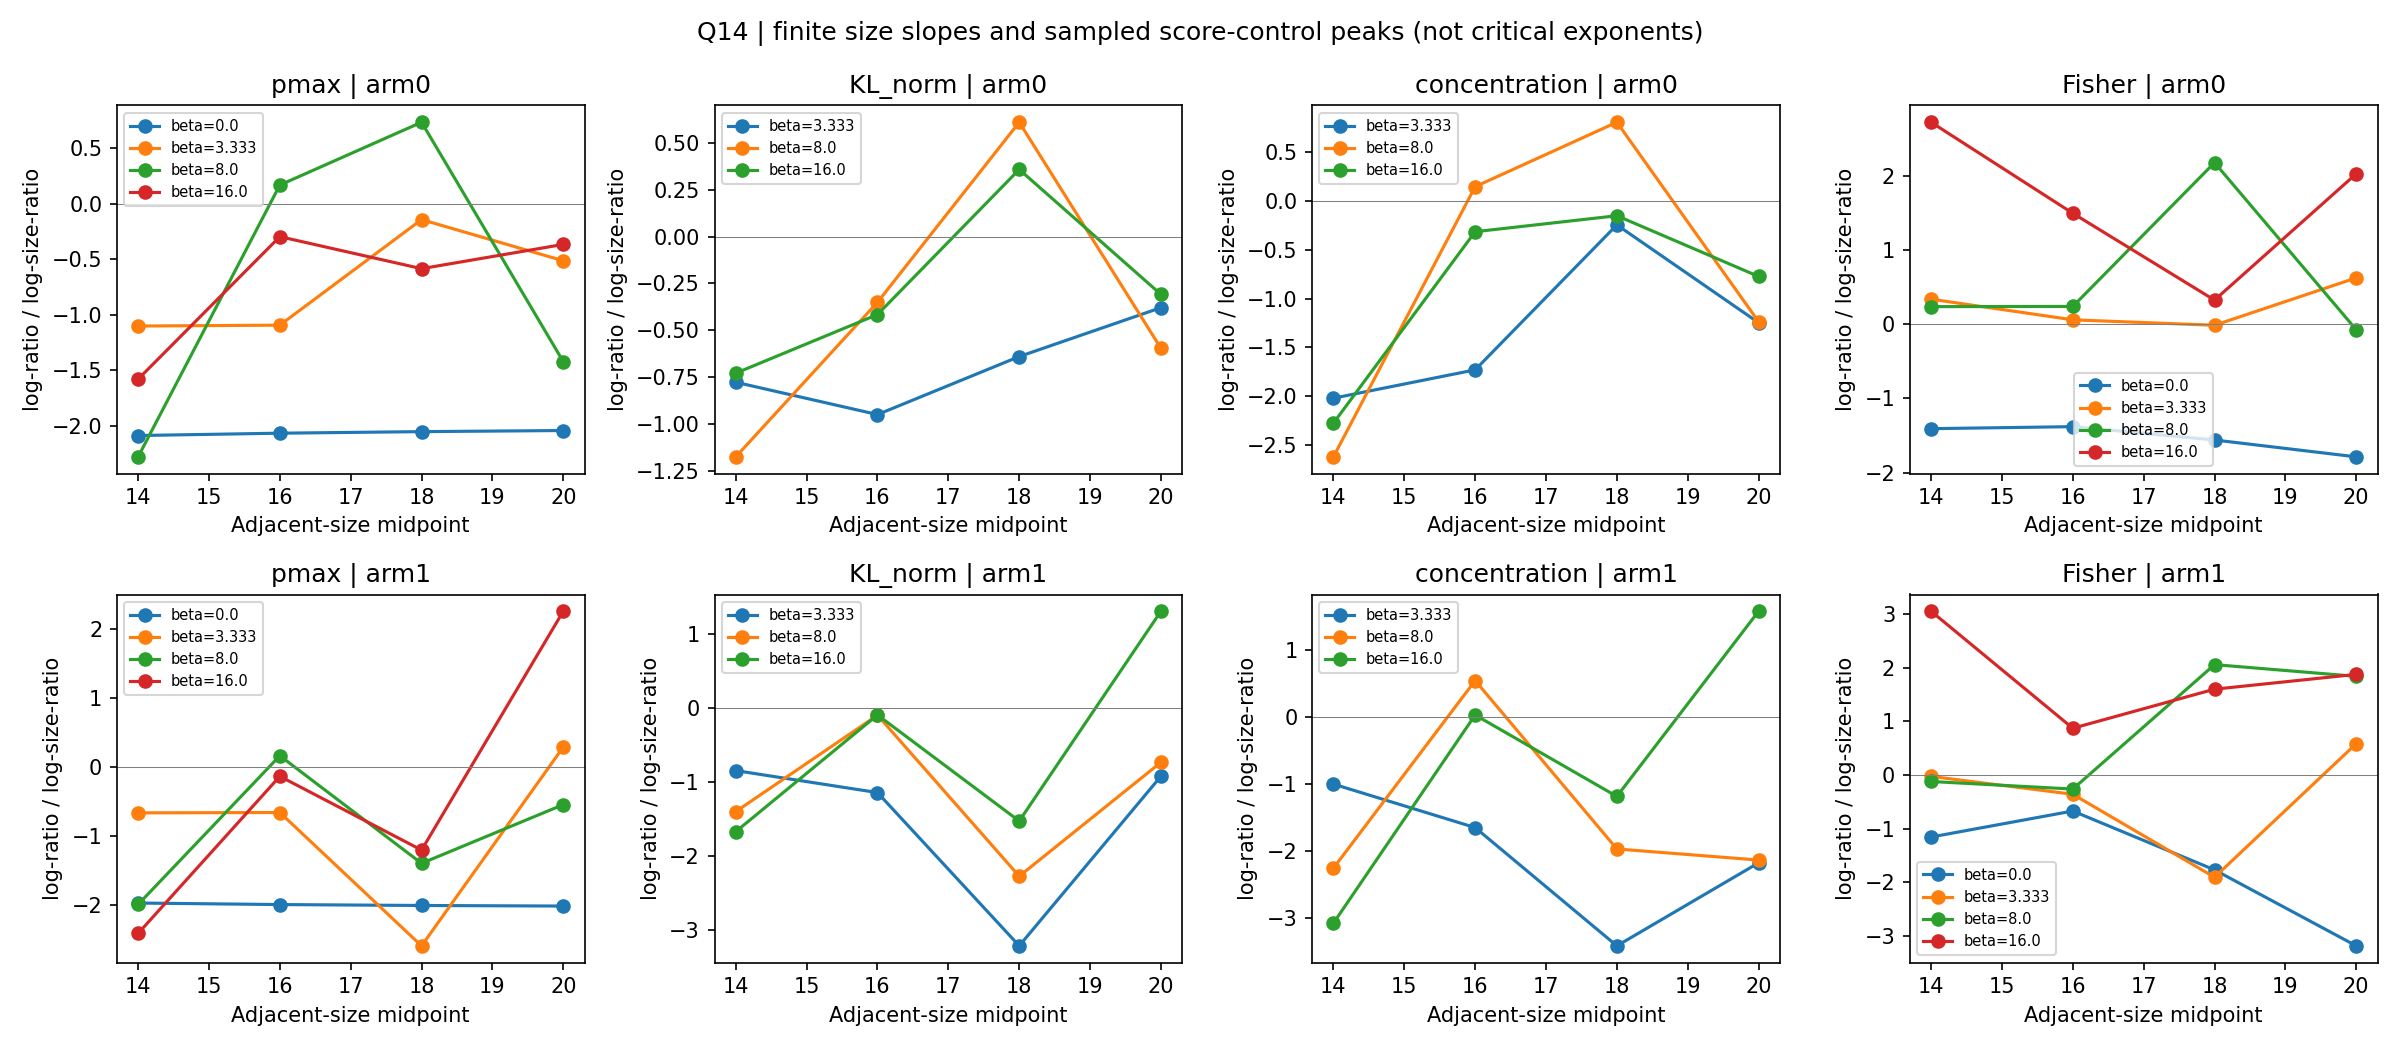 Q14 | finite size slopes and sampled score-control peaks (not critical exponents)
pmax | arm0
log-ratio / log-size-ratio
0.5
0.0
−0.5
−1.0
−1.5
−2.0
beta=0.0
beta=3.333
beta=8.0
beta=16.0
14 15 16 17 18 19 20
Adjacent-size midpoint
KL_norm | arm0
log-ratio / log-size-ratio
0.50
0.25
0.00
−0.25
−0.50
−0.75
−1.00
−1.25
beta=3.333
beta=8.0
beta=16.0
14 15 16 17 18 19 20
Adjacent-size midpoint
concentration | arm0
log-ratio / log-size-ratio
0.5
0.0
−0.5
−1.0
−1.5
−2.0
−2.5
beta=3.333
beta=8.0
beta=16.0
14 15 16 17 18 19 20
Adjacent-size midpoint
Fisher | arm0
log-ratio / log-size-ratio
2
1
0
−1
−2
beta=0.0
beta=3.333
beta=8.0
beta=16.0
14 15 16 17 18 19 20
Adjacent-size midpoint
pmax | arm1
log-ratio / log-size-ratio
2
1
0
−1
−2
beta=0.0
beta=3.333
beta=8.0
beta=16.0
14 15 16 17 18 19 20
Adjacent-size midpoint
KL_norm | arm1
log-ratio / log-size-ratio
1
0
−1
−2
−3
beta=3.333
beta=8.0
beta=16.0
14 15 16 17 18 19 20
Adjacent-size midpoint
concentration | arm1
log-ratio / log-size-ratio
1
0
−1
−2
−3
beta=3.333
beta=8.0
beta=16.0
14 15 16 17 18 19 20
Adjacent-size midpoint
Fisher | arm1
log-ratio / log-size-ratio
3
2
1
0
−1
−2
−3
beta=0.0
beta=3.333
beta=8.0
beta=16.0
14 15 16 17 18 19 20
Adjacent-size midpoint